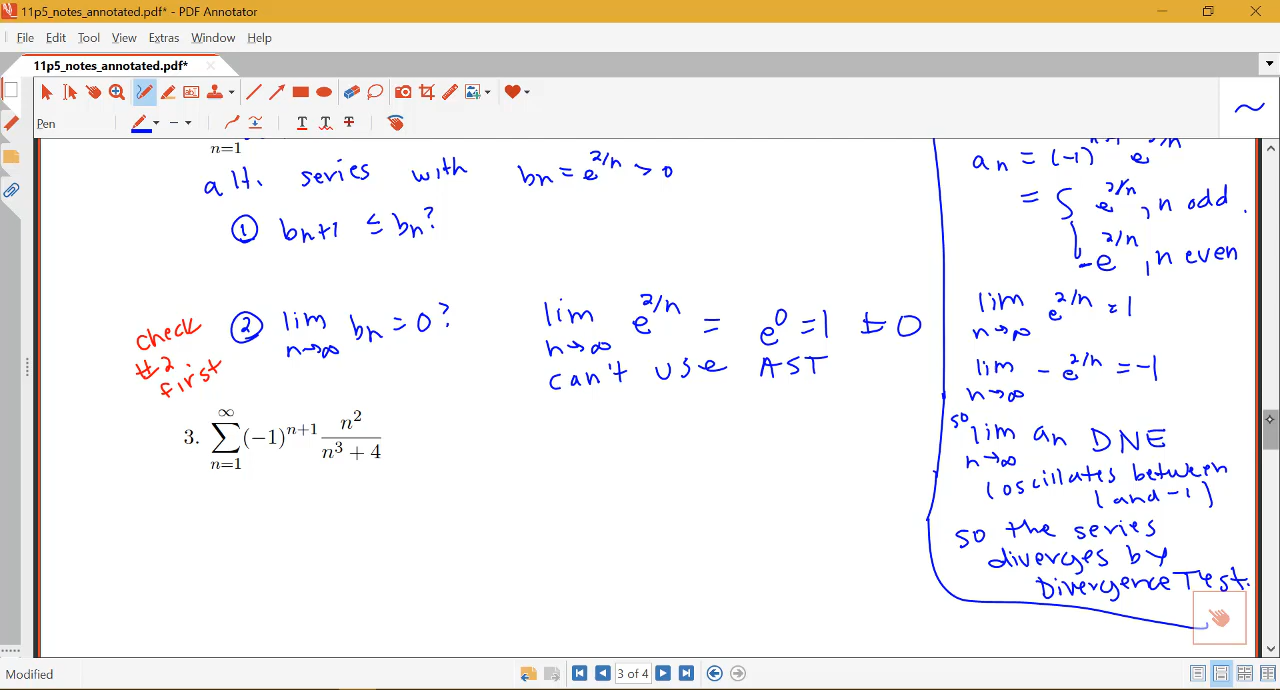 11p5_notes_annotated.pdf* - PDF Annotator
File Edit Tool View Extras Window Help
11p5_notes_annotated.pdf*
Pen
T T T
n=1
alt. series with bn = e^2/n > 0
① bn+1 ≤ bn?
check #2 first
② lim n→∞ bn = 0?
lim n→∞ e^2/n = e^0 = 1 ≠ 0
can't use AST
3. ∑ n=1 ∞ (−1)^n+1 n^2 / n^3 + 4
an = (-1)^ e^
= { e^2/n, n odd.
-e^2/n, n even
lim n→∞ e^2/n = 1
lim n→∞ - e^2/n = -1
so lim n→∞ an DNE
(oscillates between
1 and -1)
so the series
diverges by
Divergence Test.
Modified
3 of 4